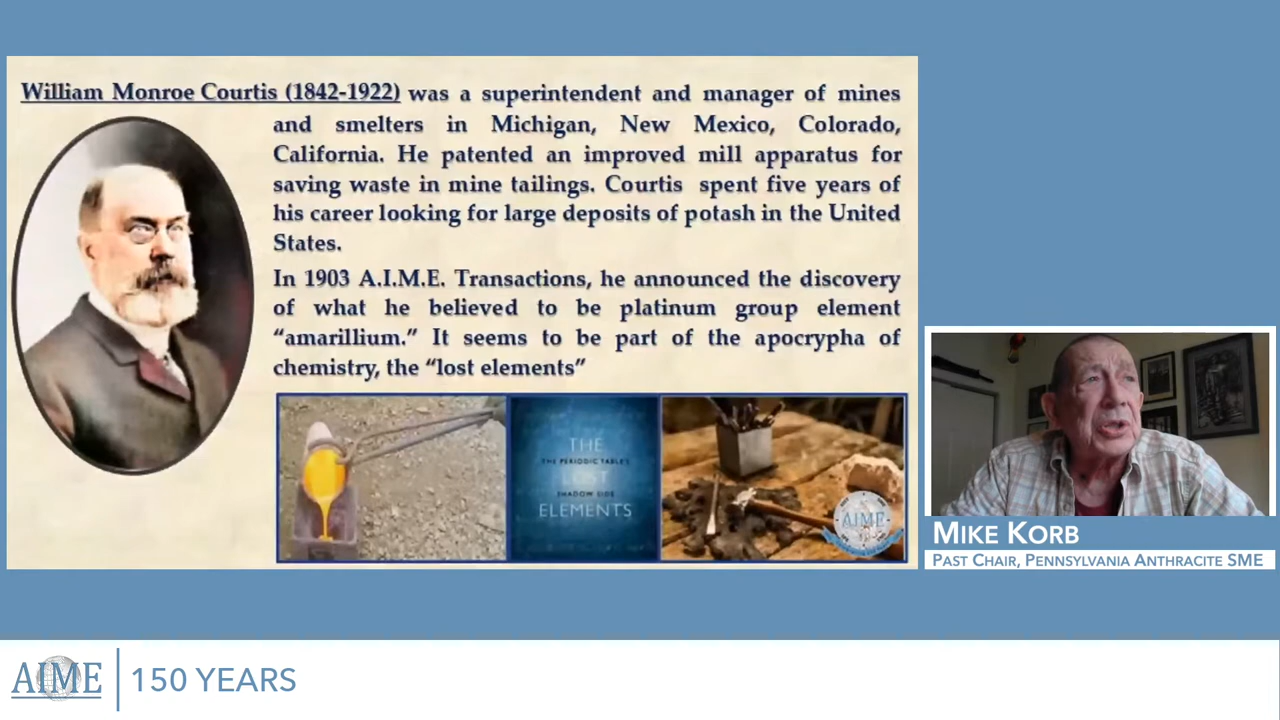 William Monroe Courtis (1842-1922) was a superintendent and manager of mines
and smelters in Michigan, New Mexico, Colorado,
California. He patented an improved mill apparatus for
saving waste in mine tailings. Courtis spent five years of
his career looking for large deposits of potash in the United
States.
In 1903 A.I.M.E. Transactions, he announced the discovery
of what he believed to be platinum group element
“amarillium.” It seems to be part of the apocrypha of
chemistry, the “lost elements”
THE
THE PERIODIC TABLE'S
LOST
SHADOW SIDE
ELEMENTS
AIME
MIKE KORB
PAST CHAIR, PENNSYLVANIA ANTHRACITE SME
AIME
150 YEARS